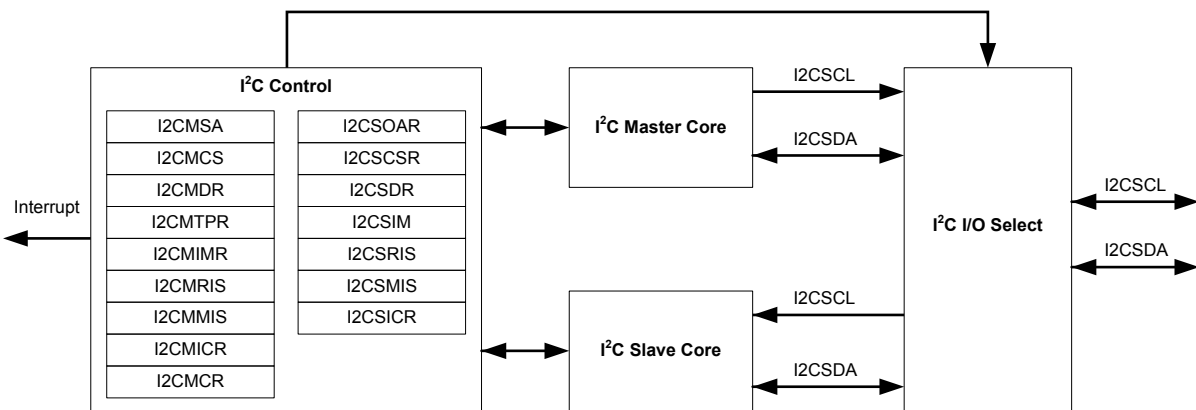 I²C Control
I2CMSA
I2CMCS
I2CMDR
I2CMTPR
I2CMIMR
I2CMRIS
I2CMMIS
I2CMICR
I2CMCR
I2CSOAR
I2CSCSR
I2CSDR
I2CSIM
I2CSRIS
I2CSMIS
I2CSICR
Interrupt
I²C Master Core
I2CSCL
I2CSDA
I²C Slave Core
I2CSCL
I2CSDA
I²C I/O Select
I2CSCL
I2CSDA